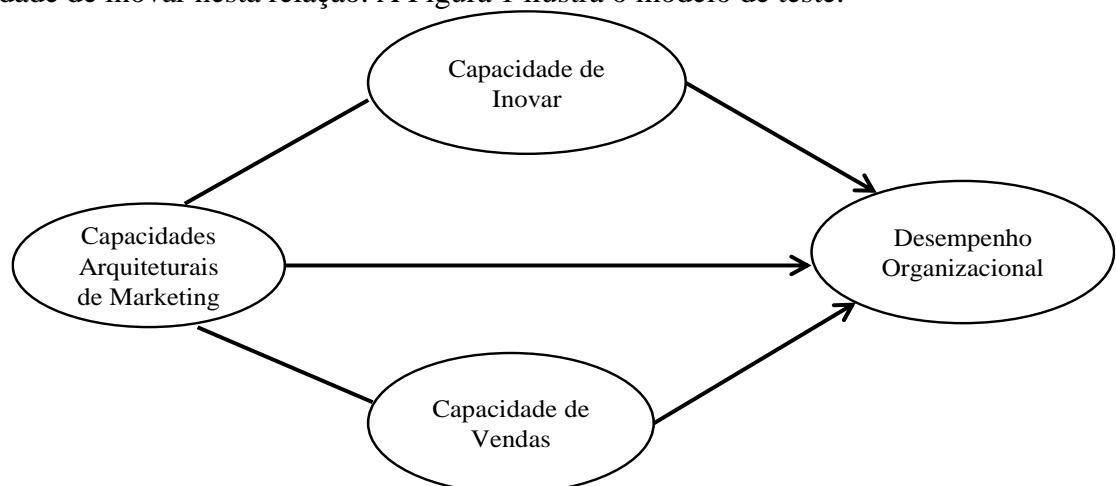 dade de inovar nesta relação. A Figura 1 ilustra o modelo de teste.
Capacidade de
Inovar
Capacidades
Arquiteturais
de Marketing
Desempenho
Organizacional
Capacidade de
Vendas